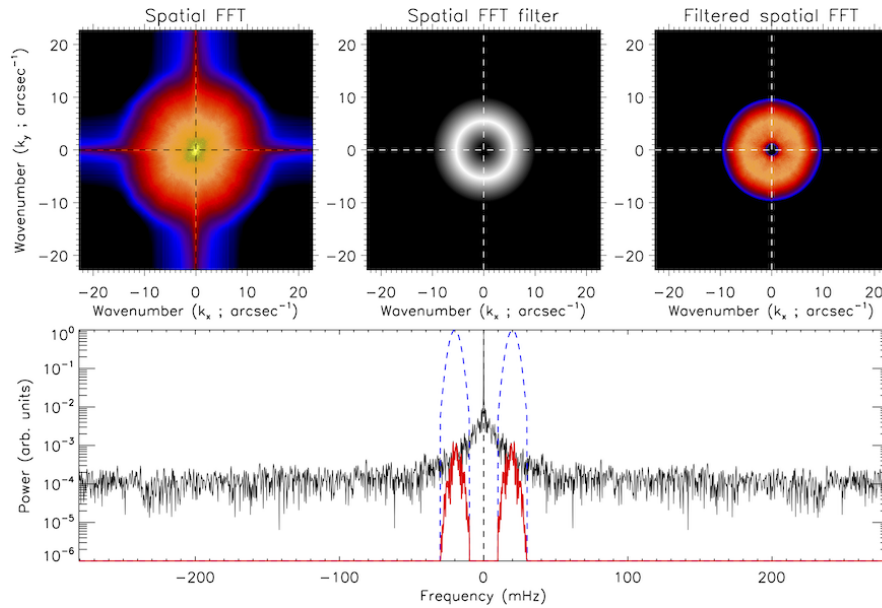 Spatial FFT
Spatial FFT filter
Filtered spatial FFT
Wavenumber (k_y ; arcsec⁻¹)
20
10
0
−10
−20
20
10
0
−10
−20
20
10
0
−10
−20
−20 −10 0 10 20
−20 −10 0 10 20
−20 −10 0 10 20
Wavenumber (k_x ; arcsec⁻¹)
Wavenumber (k_x ; arcsec⁻¹)
Wavenumber (k_x ; arcsec⁻¹)
Power (arb. units)
10⁰
10⁻¹
10⁻²
10⁻³
10⁻⁴
10⁻⁵
10⁻⁶
−200 −100 0 100 200
Frequency (mHz)